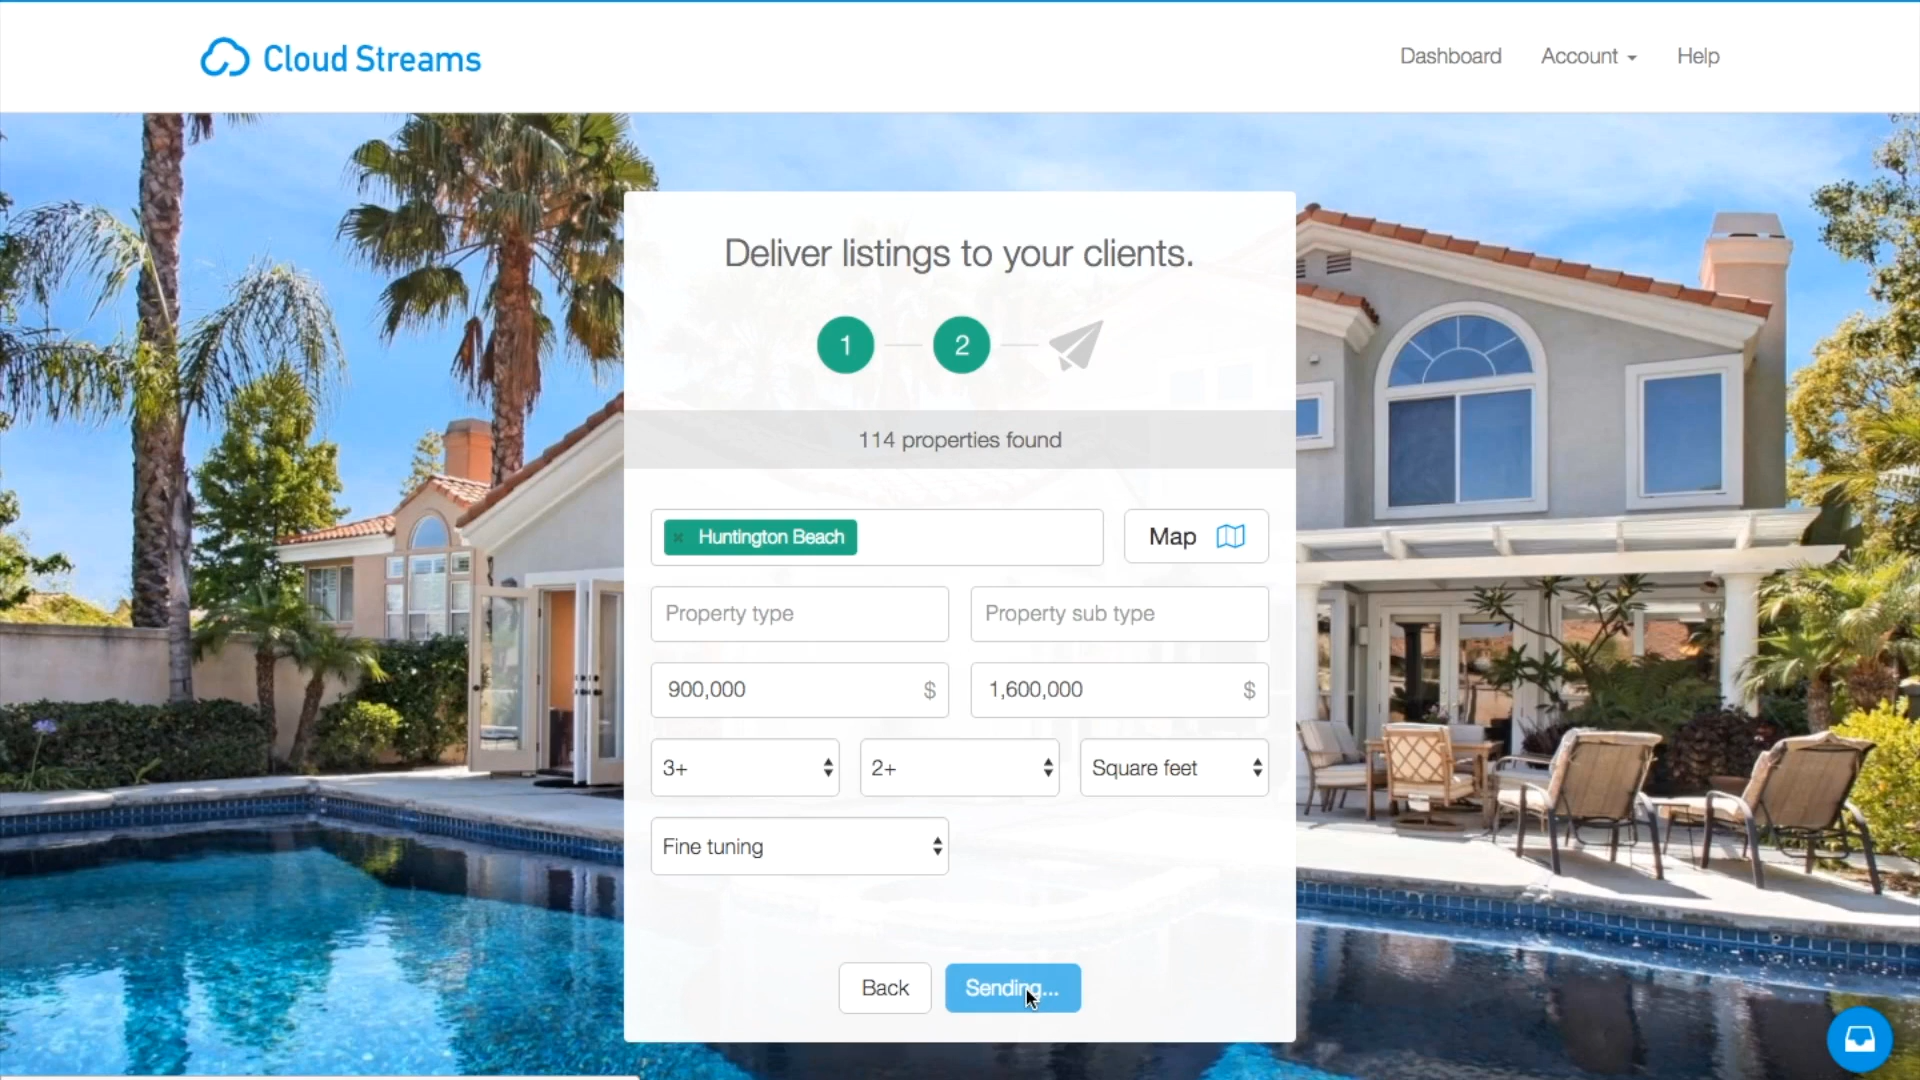 Cloud Streams
Dashboard Account Help
Deliver listings to your clients.
1 2
114 properties found
× Huntington Beach
Map
Property type
Property sub type
900,000 $
1,600,000 $
3+
2+
Square feet
Fine tuning
Back
Sending...